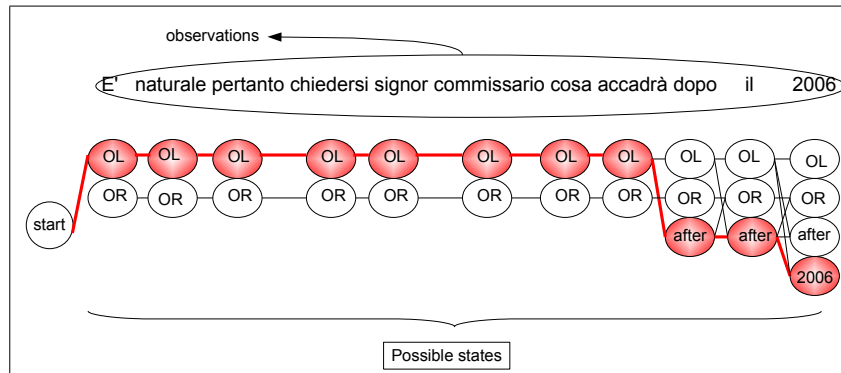 observations
E' naturale pertanto chiedersi signor commissario cosa accadrà dopo il 2006
OL OL OL OL OL OL OL OL OL OL OL
OR OR OR OR OR OR OR OR OR OR OR
start after after after
2006
Possible states